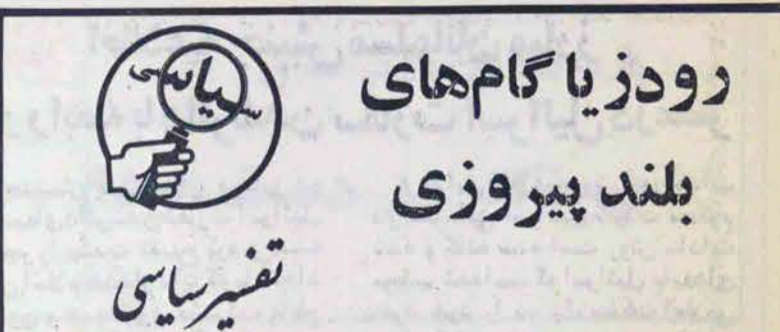 رودزیا گام‌های
بلند پیروزی
سیاسی
تفسیر سیاسی